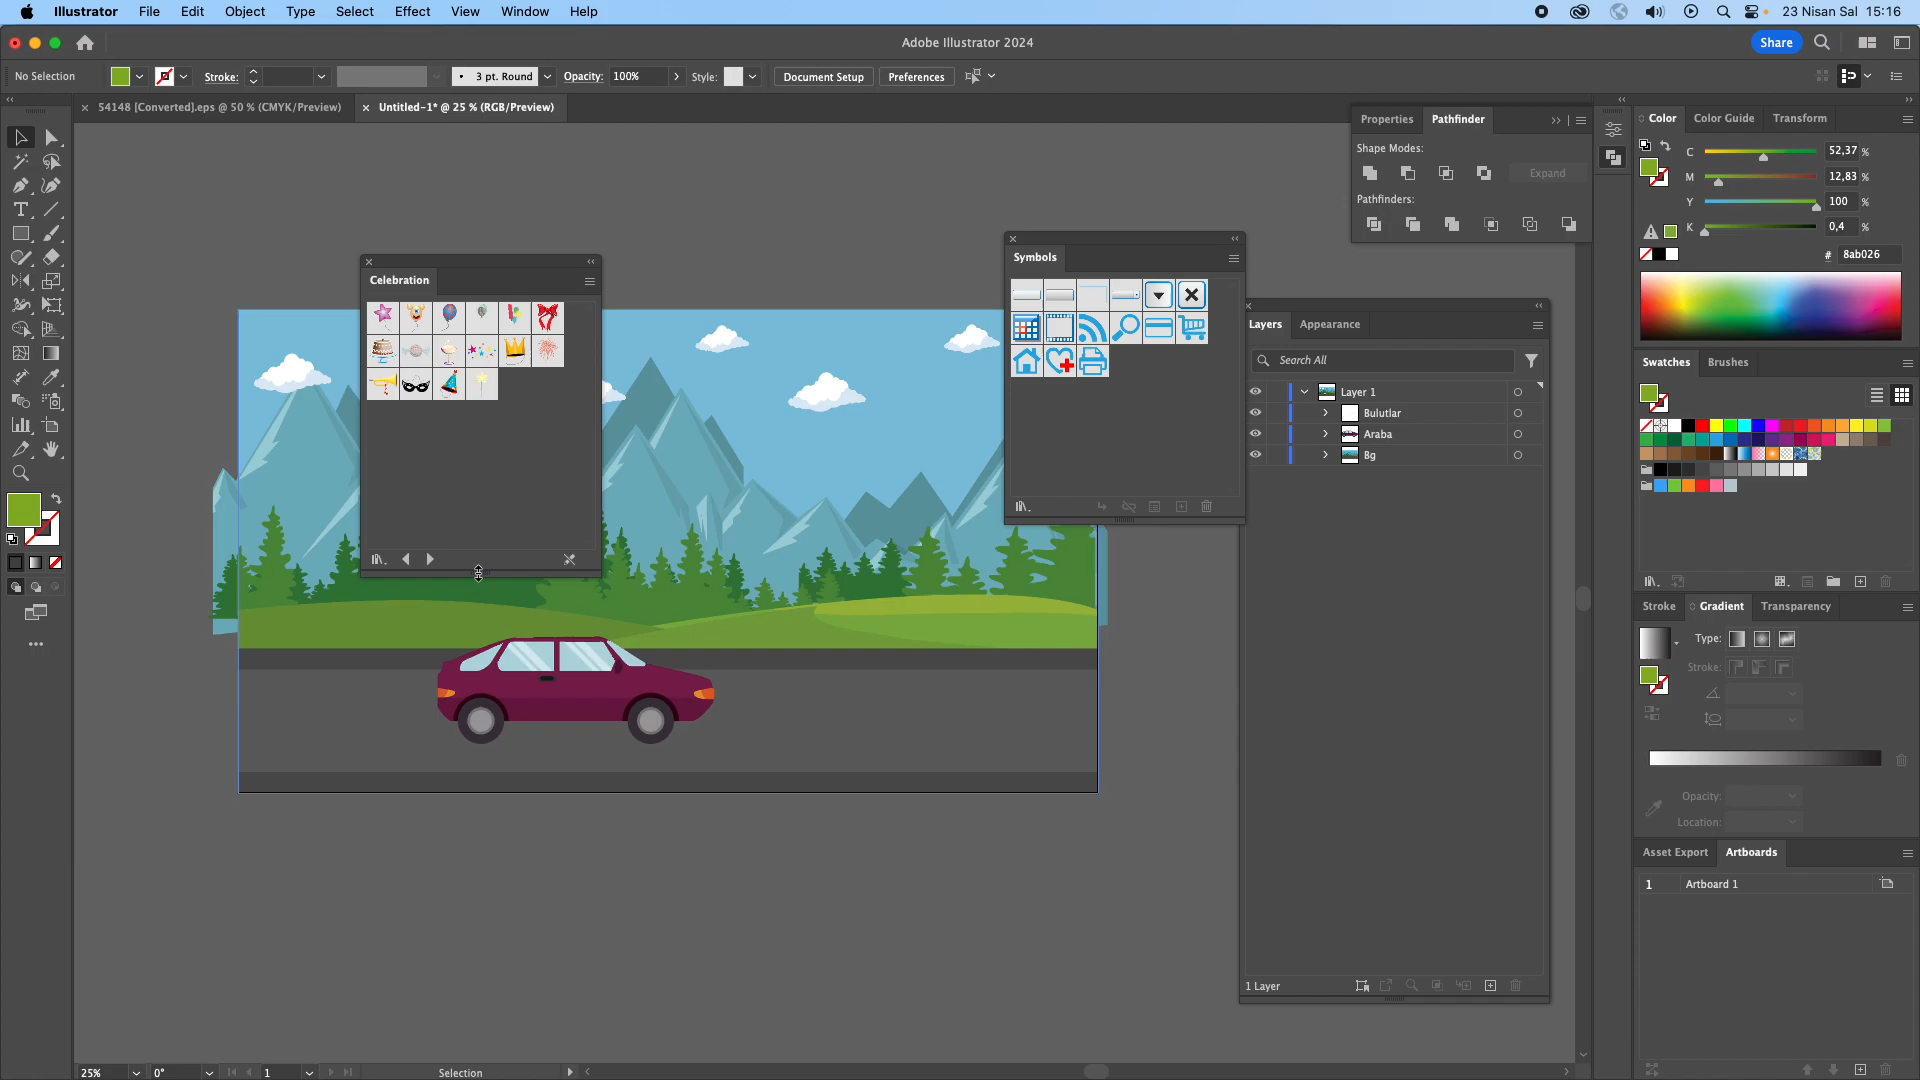 Illustrator File Edit Object Type Select Effect View Window Help 23 Nisan Sal 15:16
Adobe Illustrator 2024 Share
No Selection Stroke: 3 pt. Round Opacity: 100% Style: Document Setup Preferences
54148 [Converted].eps @ 50 % (CMYK/Preview) Untitled-1* @ 25 % (RGB/Preview)
Properties Pathfinder
Shape Modes:
Expand
Pathfinders:
Color Color Guide Transform
C 52,37 %
M 12,83 %
Y 100 %
K 0,4 %
# 8ab026
Celebration
Symbols
Layers Appearance
Search All
Layer 1
Bulutlar
Araba
Bg
1 Layer
Swatches Brushes
Stroke Gradient Transparency
Type:
Stroke:
Opacity:
Location:
Asset Export Artboards
1 Artboard 1
25% 0° 1 Selection